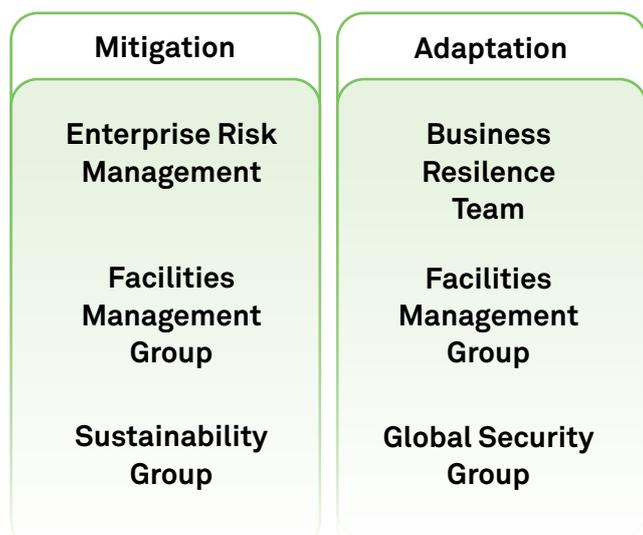 Mitigation
Enterprise Risk
Management
Facilities
Management
Group
Sustainability
Group
Adaptation
Business
Resilence
Team
Facilities
Management
Group
Global Security
Group